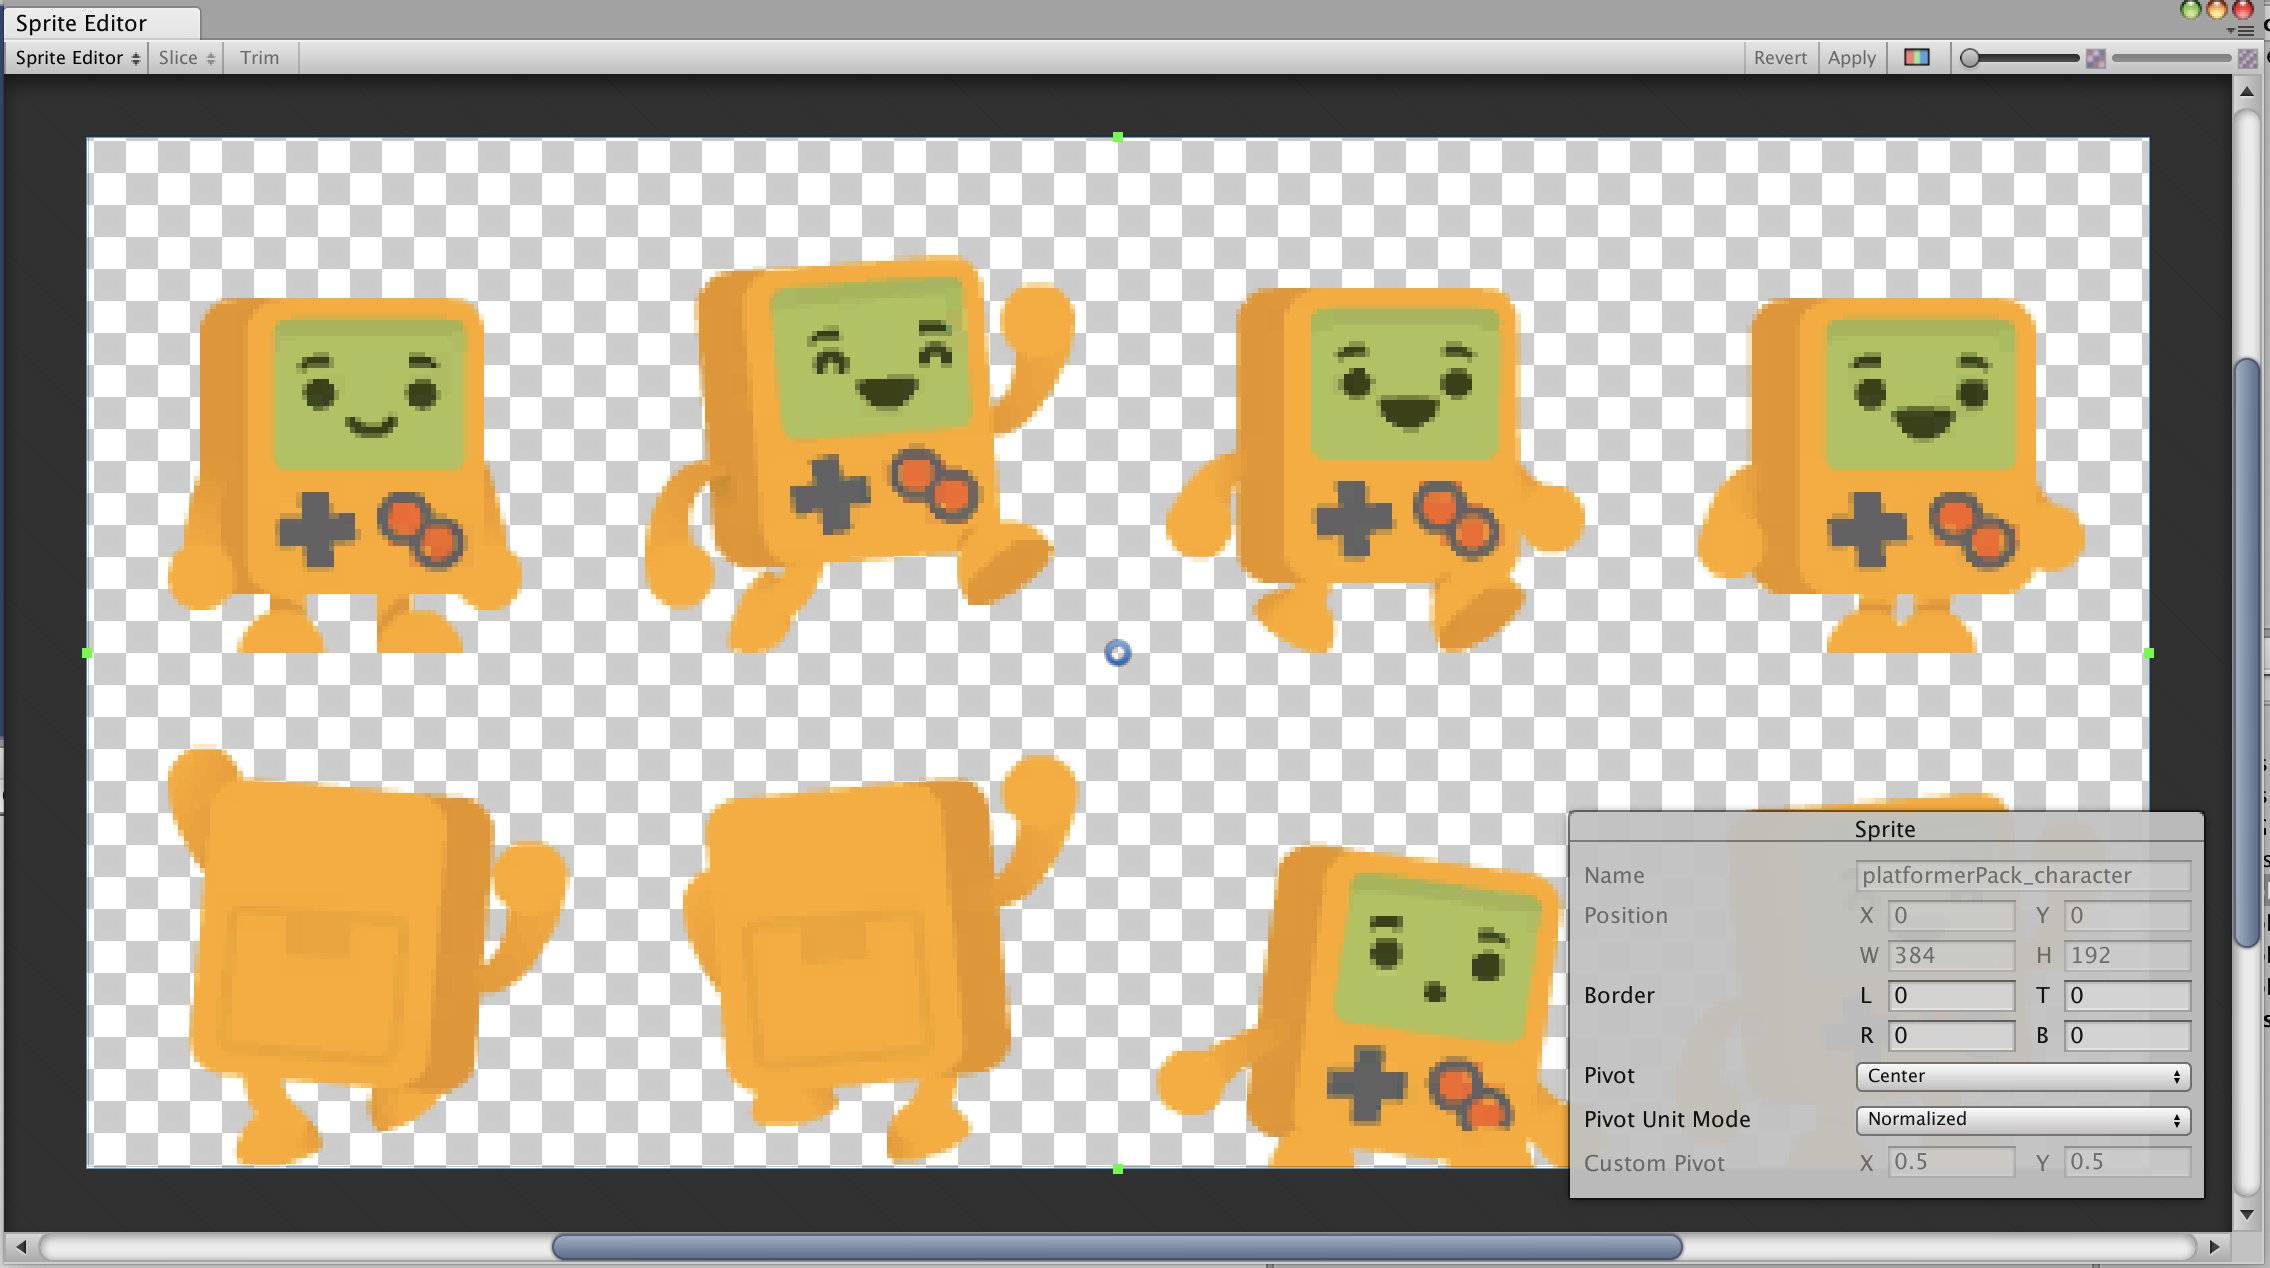 Sprite Editor
Sprite Editor Slice Trim Revert Apply
Sprite
Name platformerPack_character
Position X 0 Y 0
W 384 H 192
Border L 0 T 0
R 0 B 0
Pivot Center
Pivot Unit Mode Normalized
Custom Pivot X 0.5 Y 0.5